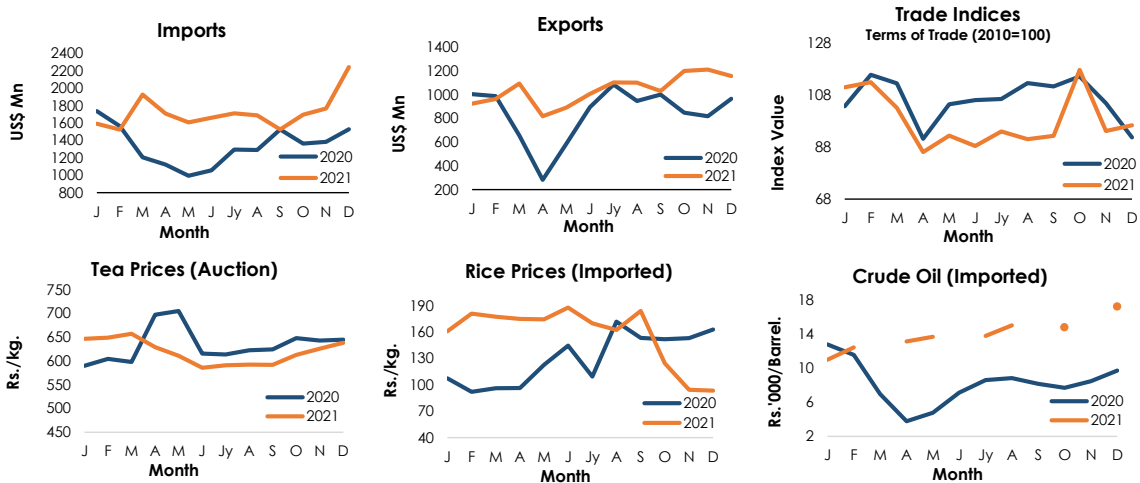 Imports
US$ Mn
2400
2200
2000
1800
1600
1400
1200
1000
800
2020
2021
J F M A M J Jy A S O N D
Month
Exports
US$ Mn
1400
1200
1000
800
600
400
200
2020
2021
J F M A M J Jy A S O N D
Month
Trade Indices
Terms of Trade (2010=100)
Index Value
128
108
88
68
2020
2021
J F M A M J Jy A S O N D
Month
Tea Prices (Auction)
Rs./kg.
750
700
650
600
550
500
450
2020
2021
J F M A M J Jy A S O N D
Month
Rice Prices (Imported)
Rs./kg.
190
160
130
100
70
40
2020
2021
J F M A M J Jy A S O N D
Month
Crude Oil (Imported)
Rs.'000/Barrel.
18
14
10
6
2
2020
2021
J F M A M J Jy A S O N D
Month